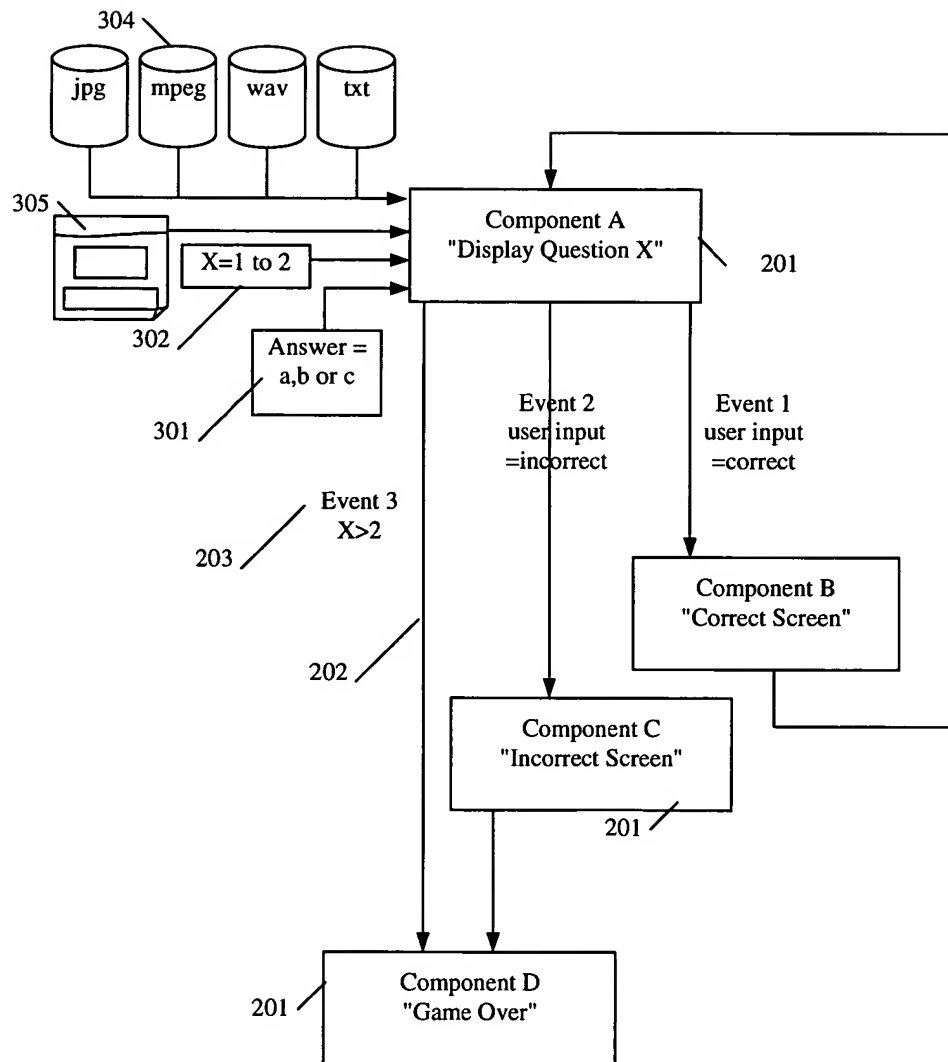 304
jpg
mpeg
wav
txt
305
Component A
"Display Question X"
201
X=1 to 2
302
Answer =
a,b or c
301
Event 2
user input
=incorrect
Event 1
user input
=correct
Event 3
X>2
203
Component B
"Correct Screen"
202
Component C
"Incorrect Screen"
201
Component D
"Game Over"
201